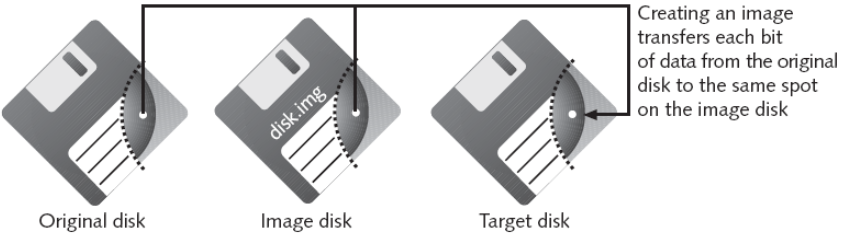 Creating an image
transfers each bit
of data from the original
disk to the same spot
on the image disk
disk.img
Original disk
Image disk
Target disk